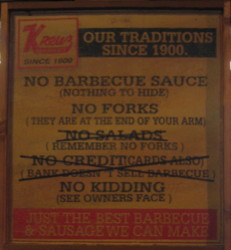 Kreuz
SINCE 1900
OUR TRADITIONS
SINCE 1900.
NO BARBECUE SAUCE
(NOTHING TO HIDE)
NO FORKS
( THEY ARE AT THE END OF YOUR ARM)
NO SALADS
( REMEMBER NO FORKS )
NO CREDIT(CARDS ALSO)
( BANK DOESN'T SELL BARBECUE )
NO KIDDING
(SEE OWNERS FACE )
JUST THE BEST BARBECUE
& SAUSAGE WE CAN MAKE